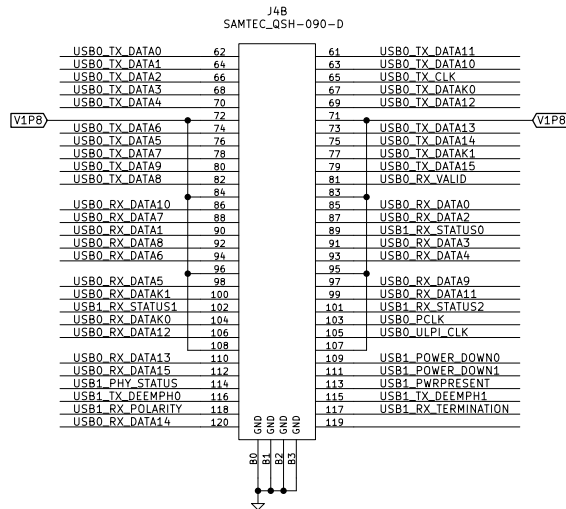 J4B
SAMTEC_QSH-090-D
USB0_TX_DATA0 62 61 USB0_TX_DATA11
USB0_TX_DATA1 64 63 USB0_TX_DATA10
USB0_TX_DATA2 66 65 USB0_TX_CLK
USB0_TX_DATA3 68 67 USB0_TX_DATAK0
USB0_TX_DATA4 70 69 USB0_TX_DATA12
V1P8 72 71 V1P8
USB0_TX_DATA6 74 73 USB0_TX_DATA13
USB0_TX_DATA5 76 75 USB0_TX_DATA14
USB0_TX_DATA7 78 77 USB0_TX_DATAK1
USB0_TX_DATA9 80 79 USB0_TX_DATA15
USB0_TX_DATA8 82 81 USB0_RX_VALID
84 83
USB0_RX_DATA10 86 85 USB0_RX_DATA0
USB0_RX_DATA7 88 87 USB0_RX_DATA2
USB0_RX_DATA1 90 89 USB1_RX_STATUS0
USB0_RX_DATA8 92 91 USB0_RX_DATA3
USB0_RX_DATA6 94 93 USB0_RX_DATA4
96 95
USB0_RX_DATA5 98 97 USB0_RX_DATA9
USB0_RX_DATAK1 100 99 USB0_RX_DATA11
USB1_RX_STATUS1 102 101 USB1_RX_STATUS2
USB0_RX_DATAK0 104 103 USB0_PCLK
USB0_RX_DATA12 106 105 USB0_ULPI_CLK
108 107
USB0_RX_DATA13 110 109 USB1_POWER_DOWN0
USB0_RX_DATA15 112 111 USB1_POWER_DOWN1
USB1_PHY_STATUS 114 113 USB1_PWRPRESENT
USB1_TX_DEEMPH0 116 115 USB1_TX_DEEMPH1
USB1_RX_POLARITY 118 117 USB1_RX_TERMINATION
USB0_RX_DATA14 120 119
GND GND GND GND
B0 B1 B2 B3